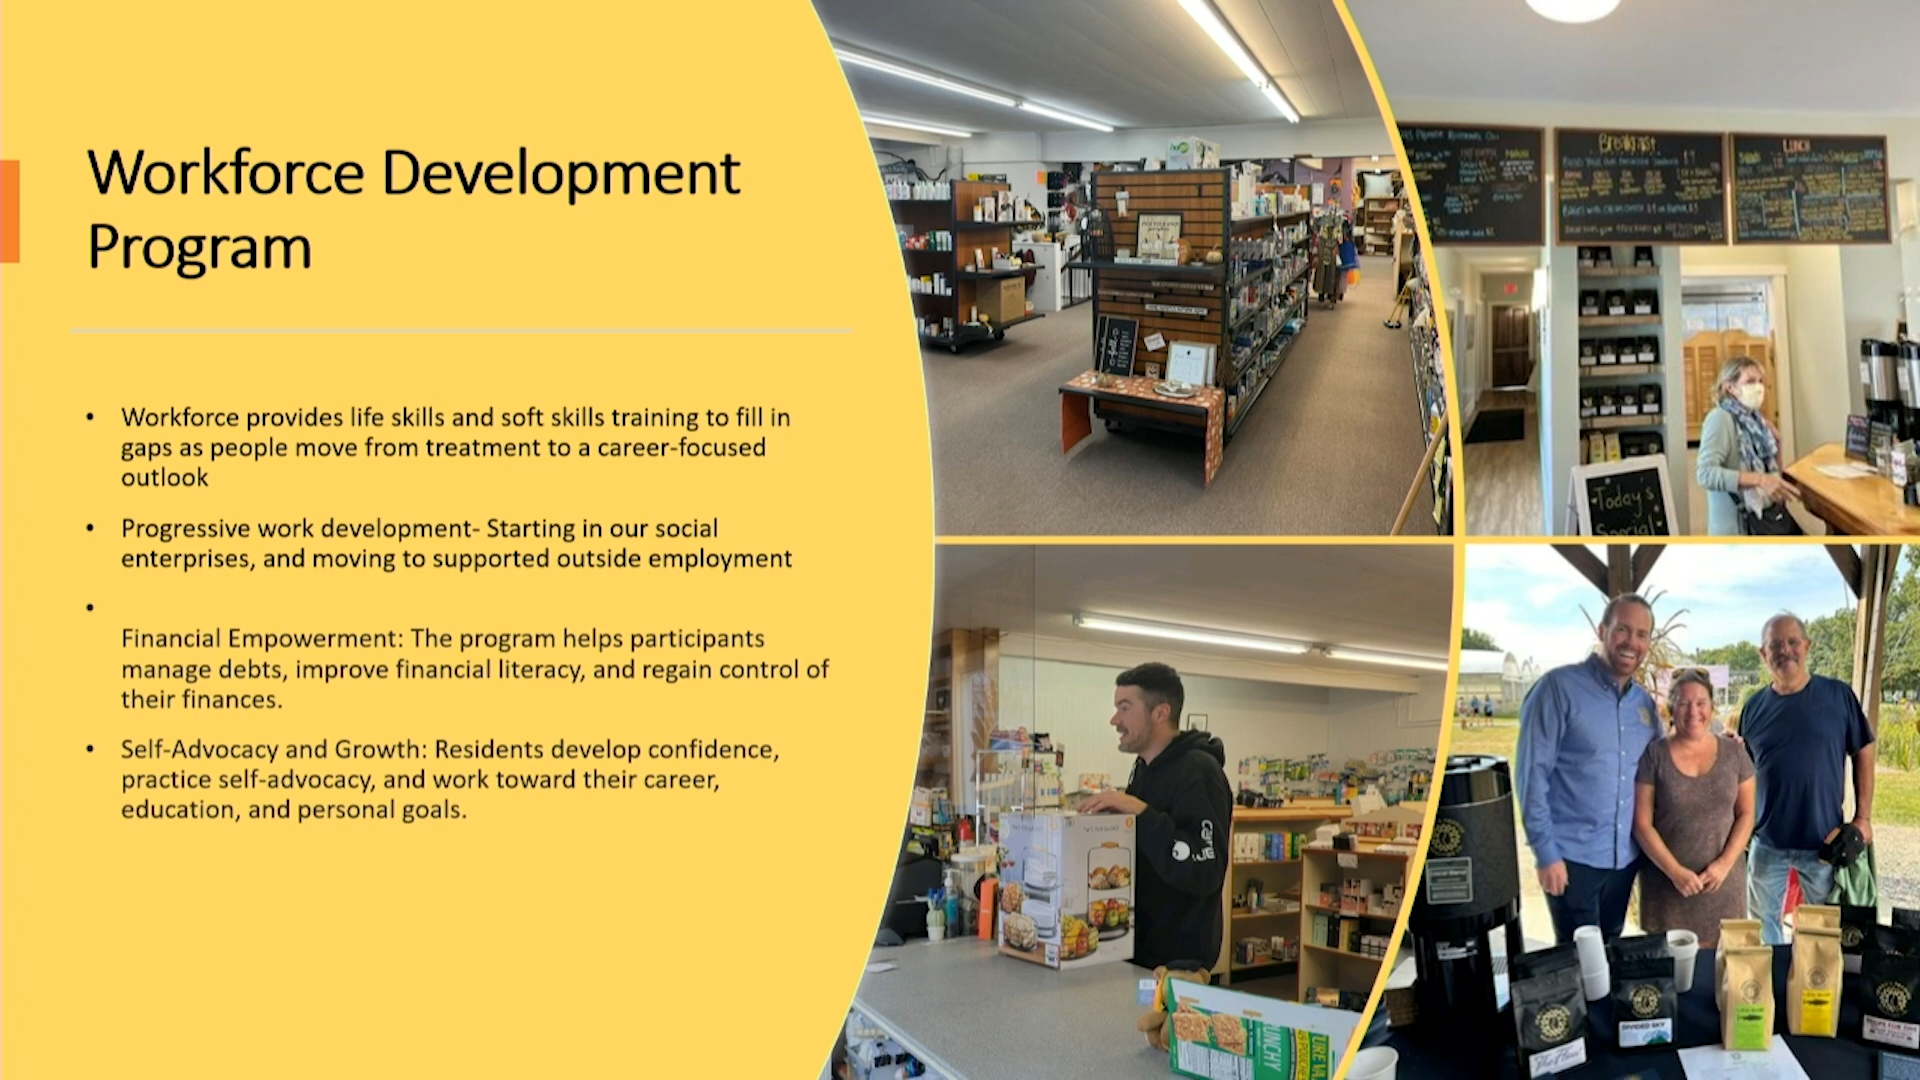 Workforce Development
Program
• Workforce provides life skills and soft skills training to fill in
gaps as people move from treatment to a career-focused
outlook
• Progressive work development- Starting in our social
enterprises, and moving to supported outside employment
•
Financial Empowerment: The program helps participants
manage debts, improve financial literacy, and regain control of
their finances.
• Self-Advocacy and Growth: Residents develop confidence,
practice self-advocacy, and work toward their career,
education, and personal goals.
Breakfast
LUNCH
Today's
Special
DIVIDED SKY